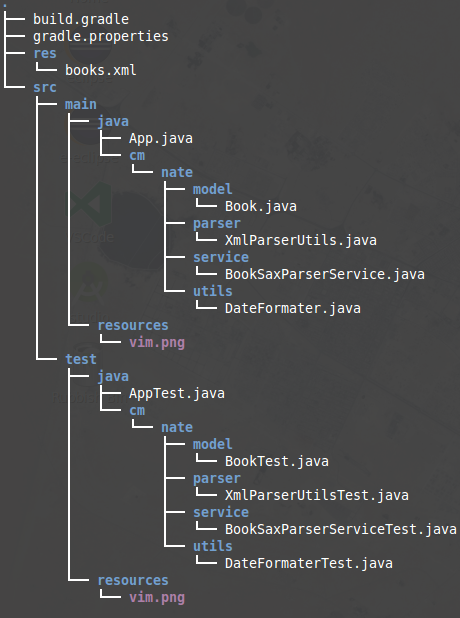 .
build.gradle
gradle.properties
res
books.xml
src
main
java
App.java
cm
nate
model
Book.java
parser
XmlParserUtils.java
service
BookSaxParserService.java
utils
DateFormater.java
resources
vim.png
test
java
AppTest.java
cm
nate
model
BookTest.java
parser
XmlParserUtilsTest.java
service
BookSaxParserServiceTest.java
utils
DateFormaterTest.java
resources
vim.png